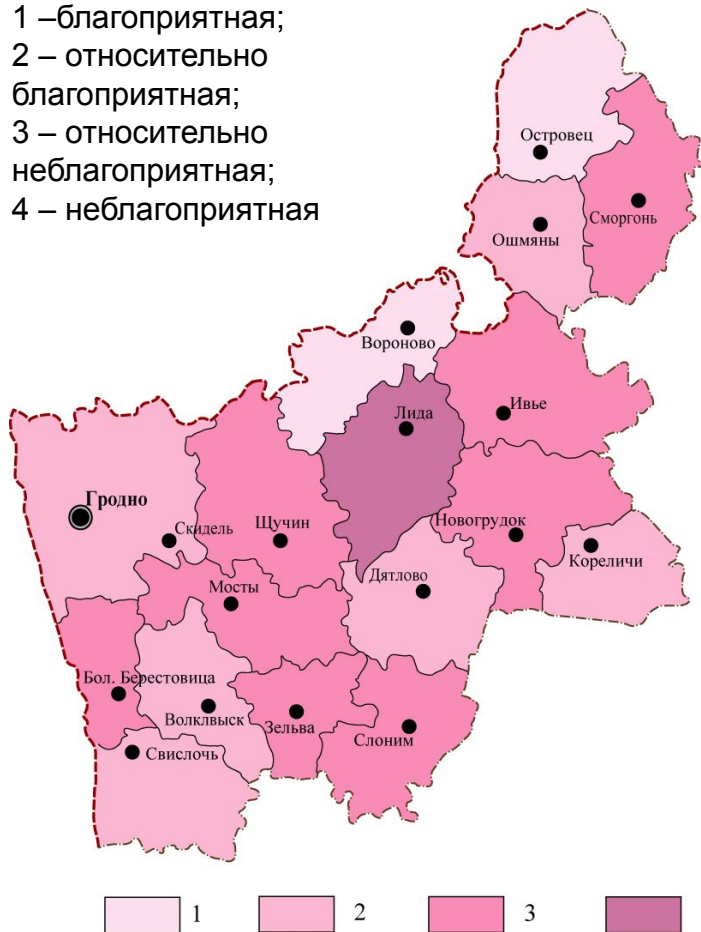 1 –благоприятная;
2 – относительно
благоприятная;
3 – относительно
неблагоприятная;
4 – неблагоприятная
Островец
Сморгонь
Ошмяны
Вороново
Ивье
Лида
Гродно
Скидель
Щучин
Новогрудок
Кореличи
Дятлово
Мосты
Бол. Берестовица
Волклвыск
Зельва
Слоним
Свислочь
1
2
3